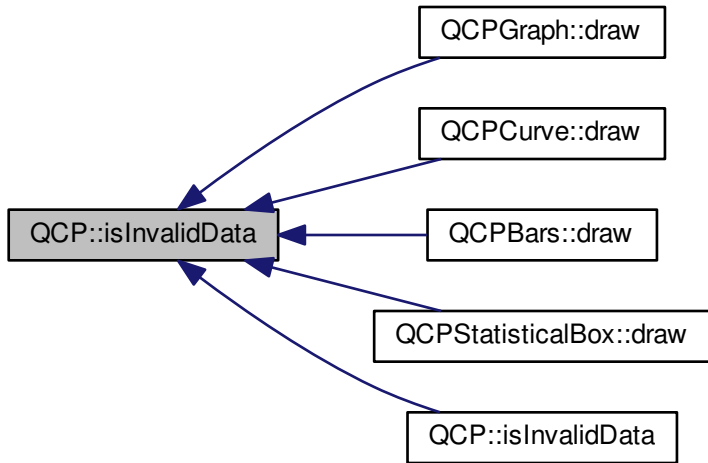 QCPGraph::draw
QCPCurve::draw
QCP::isInvalidData
QCPBars::draw
QCPStatisticalBox::draw
QCP::isInvalidData